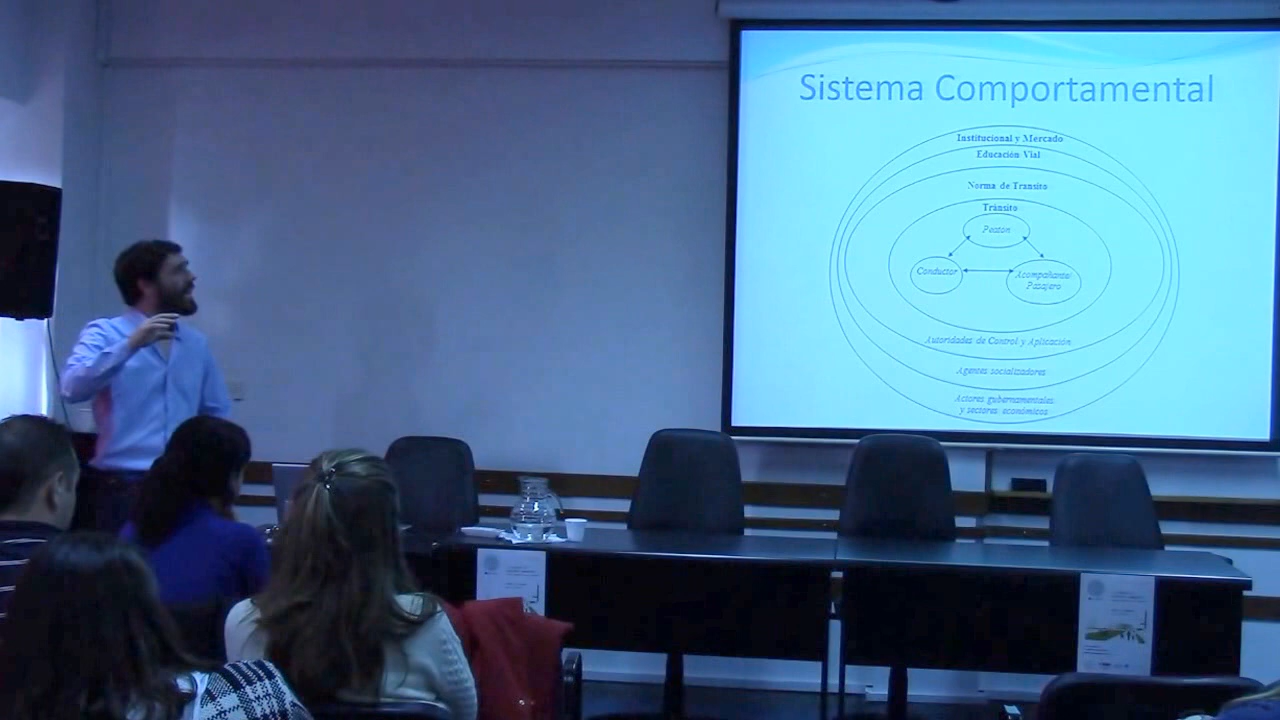 Sistema Comportamental
Institucional y Mercado
Educación Vial
Norma de Transito
Tránsito
Peatón
Conductor
Acompañante/
Pasajero
Autoridades de Control y Aplicación
Agentes socializadores
Actores gubernamentales
y sectores económicos